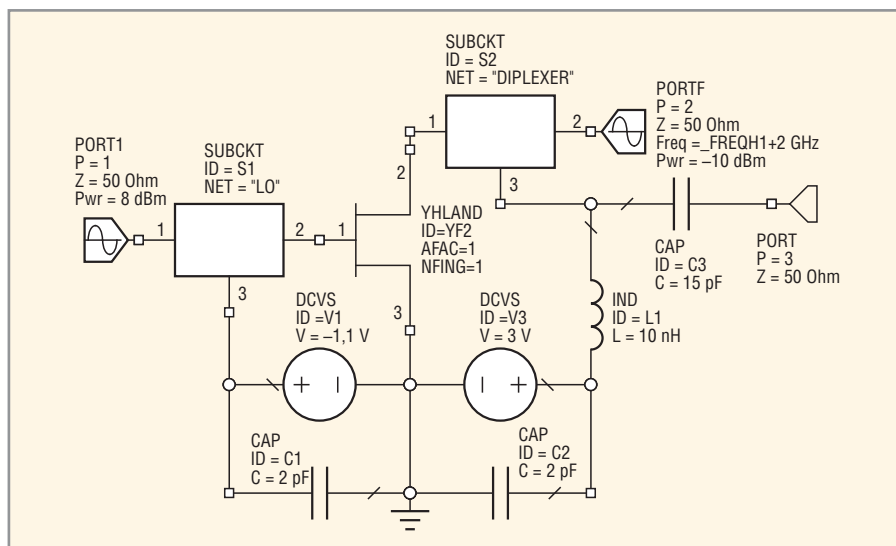 SUBCKT
ID = S2
NET = "DIPLEXER"
1
2
3
PORTF
P = 2
Z = 50 Ohm
Freq =_FREQH1+2 GHz
Pwr = –10 dBm
PORT1
P = 1
Z = 50 Ohm
Pwr = 8 dBm
SUBCKT
ID = S1
NET = "LO"
1
2
3
1
2
3
YHLAND
ID=YF2
AFAC=1
NFING=1
CAP
ID = C3
C = 15 pF
PORT
P = 3
Z = 50 Ohm
DCVS
ID =V1
V = –1,1 V
DCVS
ID = V3
V = 3 V
IND
ID = L1
L = 10 nH
CAP
ID = C1
C = 2 pF
CAP
ID = C2
C = 2 pF